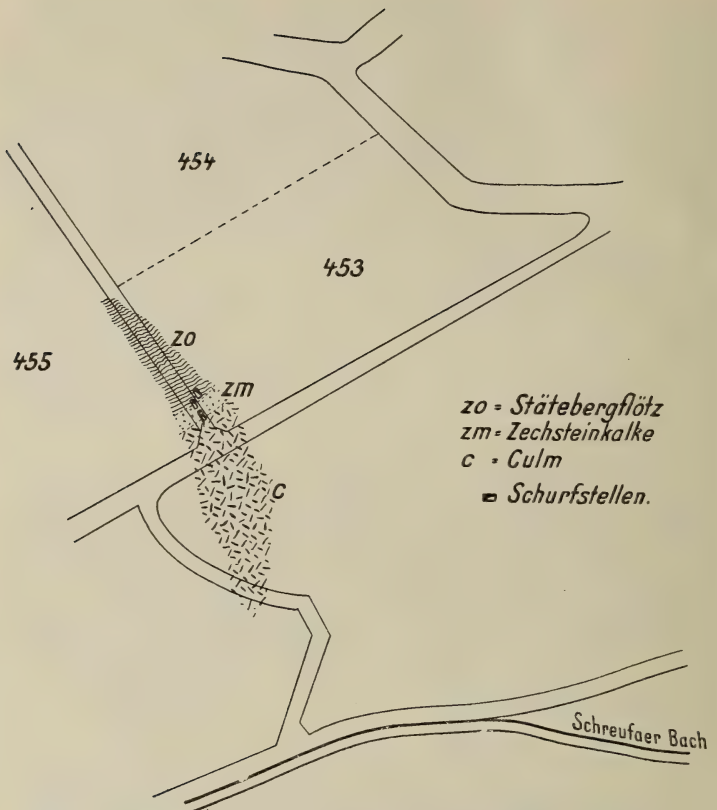 454
453
zo
455
zm
zo = Stätebergflötz
zm = Zechsteinkalke
c = Culm
c
Schurfstellen.
Schreufaer Bach